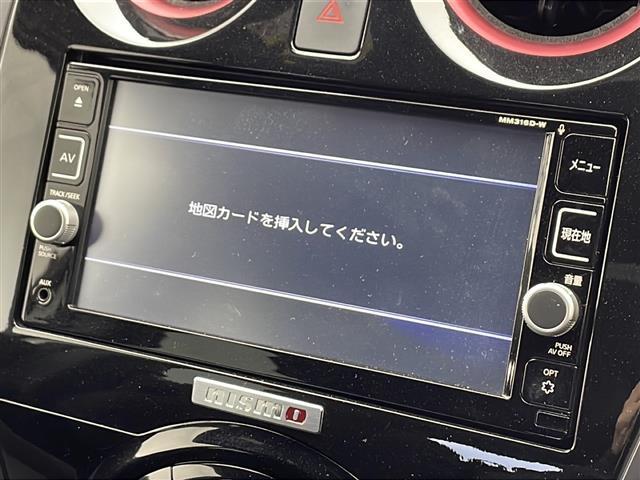 OPEN
MM316D-W
AV
メニュー
TRACK/SEEK
地図カードを挿入してください。
現在地
PUSH
SOURCE
音量
AUX
PUSH
AV OFF
OPT
nismo